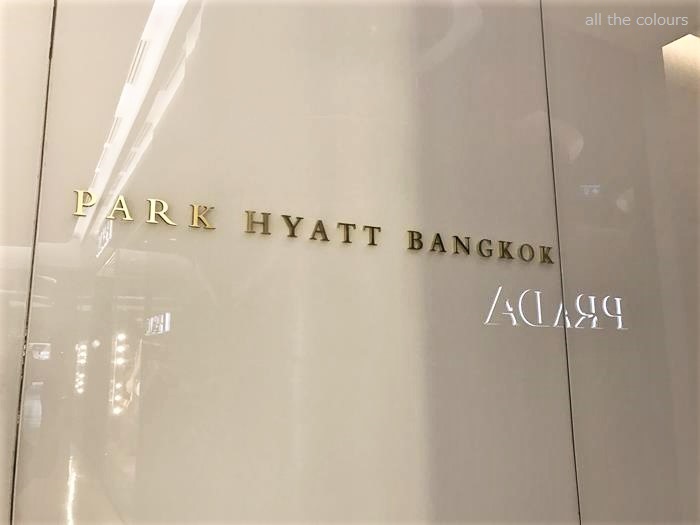 all the colours
PARK HYATT BANGKOK
PRADA